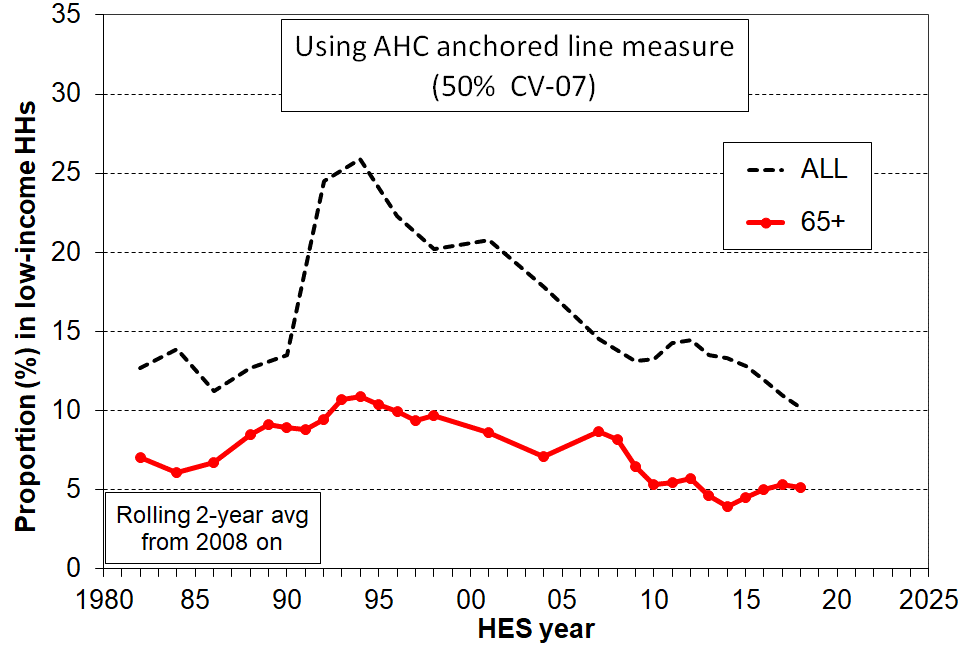 35
30
25
20
15
10
5
0
Proportion (%) in low-income HHs
Using AHC anchored line measure
(50%  CV-07)
ALL
65+
Rolling 2-year avg
from 2008 on
1980 85 90 95 00 05 10 15 20 2025
HES year